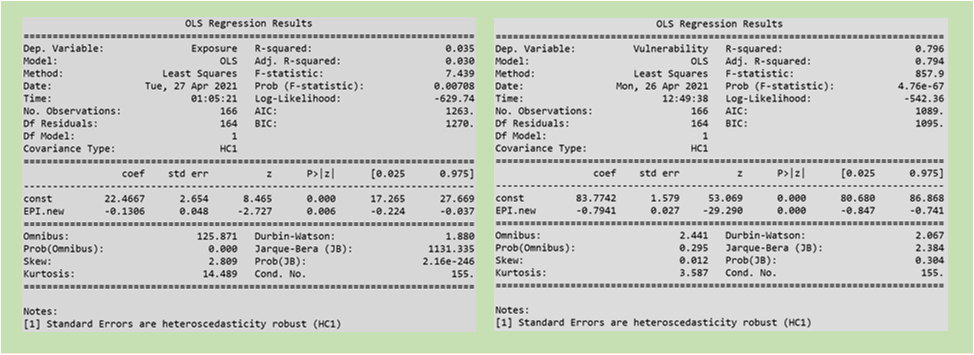 OLS Regression Results
==============================================================================
Dep. Variable: Exposure R-squared: 0.035
Model: OLS Adj. R-squared: 0.030
Method: Least Squares F-statistic: 7.439
Date: Tue, 27 Apr 2021 Prob (F-statistic): 0.00708
Time: 01:05:21 Log-Likelihood: -629.74
No. Observations: 166 AIC: 1263.
Df Residuals: 164 BIC: 1270.
Df Model: 1
Covariance Type: HC1
==============================================================================
coef std err z P>|z| [0.025 0.975]
------------------------------------------------------------------------------
const 22.4667 2.654 8.465 0.000 17.265 27.669
EPI.new -0.1306 0.048 -2.727 0.006 -0.224 -0.037
==============================================================================
Omnibus: 125.871 Durbin-Watson: 1.880
Prob(Omnibus): 0.000 Jarque-Bera (JB): 1131.335
Skew: 2.809 Prob(JB): 2.16e-246
Kurtosis: 14.489 Cond. No. 155.
==============================================================================
Notes:
[1] Standard Errors are heteroscedasticity robust (HC1)
OLS Regression Results
==============================================================================
Dep. Variable: Vulnerability R-squared: 0.796
Model: OLS Adj. R-squared: 0.794
Method: Least Squares F-statistic: 857.9
Date: Mon, 26 Apr 2021 Prob (F-statistic): 4.76e-67
Time: 12:49:38 Log-Likelihood: -542.36
No. Observations: 166 AIC: 1089.
Df Residuals: 164 BIC: 1095.
Df Model: 1
Covariance Type: HC1
==============================================================================
coef std err z P>|z| [0.025 0.975]
------------------------------------------------------------------------------
const 83.7742 1.579 53.069 0.000 80.680 86.868
EPI.new -0.7941 0.027 -29.290 0.000 -0.847 -0.741
==============================================================================
Omnibus: 2.441 Durbin-Watson: 2.067
Prob(Omnibus): 0.295 Jarque-Bera (JB): 2.384
Skew: 0.012 Prob(JB): 0.304
Kurtosis: 3.587 Cond. No. 155.
==============================================================================
Notes:
[1] Standard Errors are heteroscedasticity robust (HC1)